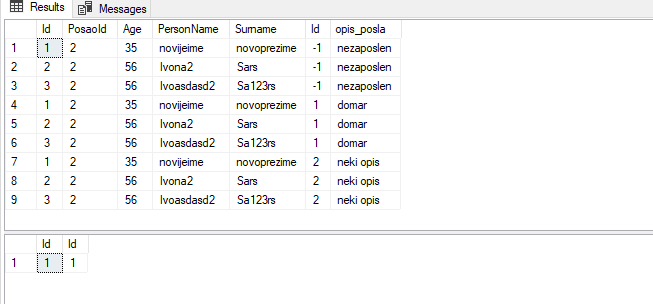 Results Messages
Id PosaoId Age PersonName Surname Id opis_posla
1 1 2 35 novijeime novoprezime -1 nezaposlen
2 2 2 56 Ivona2 Sars -1 nezaposlen
3 3 2 56 Ivoasdasd2 Sa123rs -1 nezaposlen
4 1 2 35 novijeime novoprezime 1 domar
5 2 2 56 Ivona2 Sars 1 domar
6 3 2 56 Ivoasdasd2 Sa123rs 1 domar
7 1 2 35 novijeime novoprezime 2 neki opis
8 2 2 56 Ivona2 Sars 2 neki opis
9 3 2 56 Ivoasdasd2 Sa123rs 2 neki opis
Id Id
1 1 1